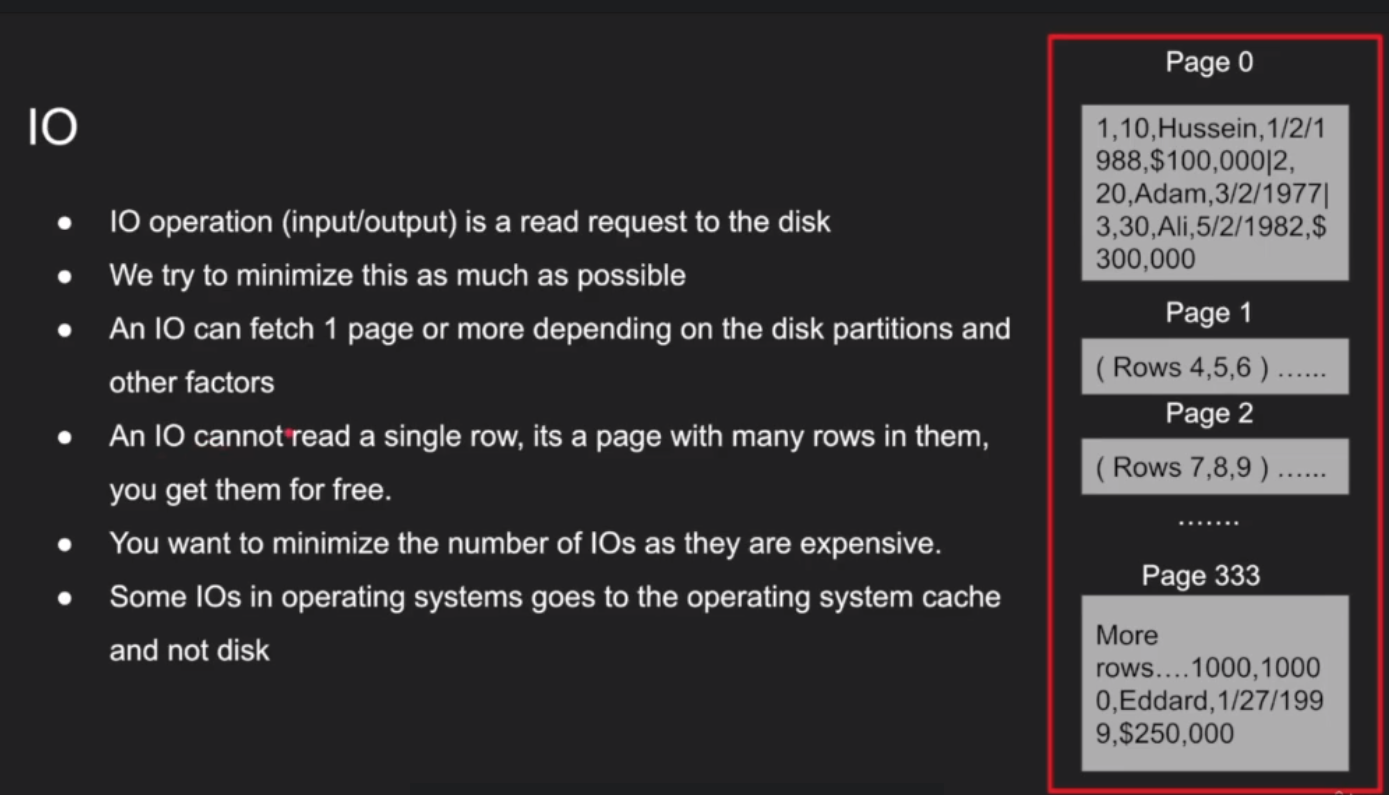 IO
IO operation (input/output) is a read request to the disk
We try to minimize this as much as possible
An IO can fetch 1 page or more depending on the disk partitions and
other factors
An IO cannot read a single row, its a page with many rows in them,
you get them for free.
You want to minimize the number of IOs as they are expensive.
Some IOs in operating systems goes to the operating system cache
and not disk
Page 0
1,10,Hussein,1/2/1
988,$100,000|2,
20,Adam,3/2/1977|
3,30,Ali,5/2/1982,$
300,000
Page 1
( Rows 4,5,6 ) ......
Page 2
( Rows 7,8,9 ) ......
.......
Page 333
More
rows....1000,1000
0,Eddard,1/27/199
9,$250,000